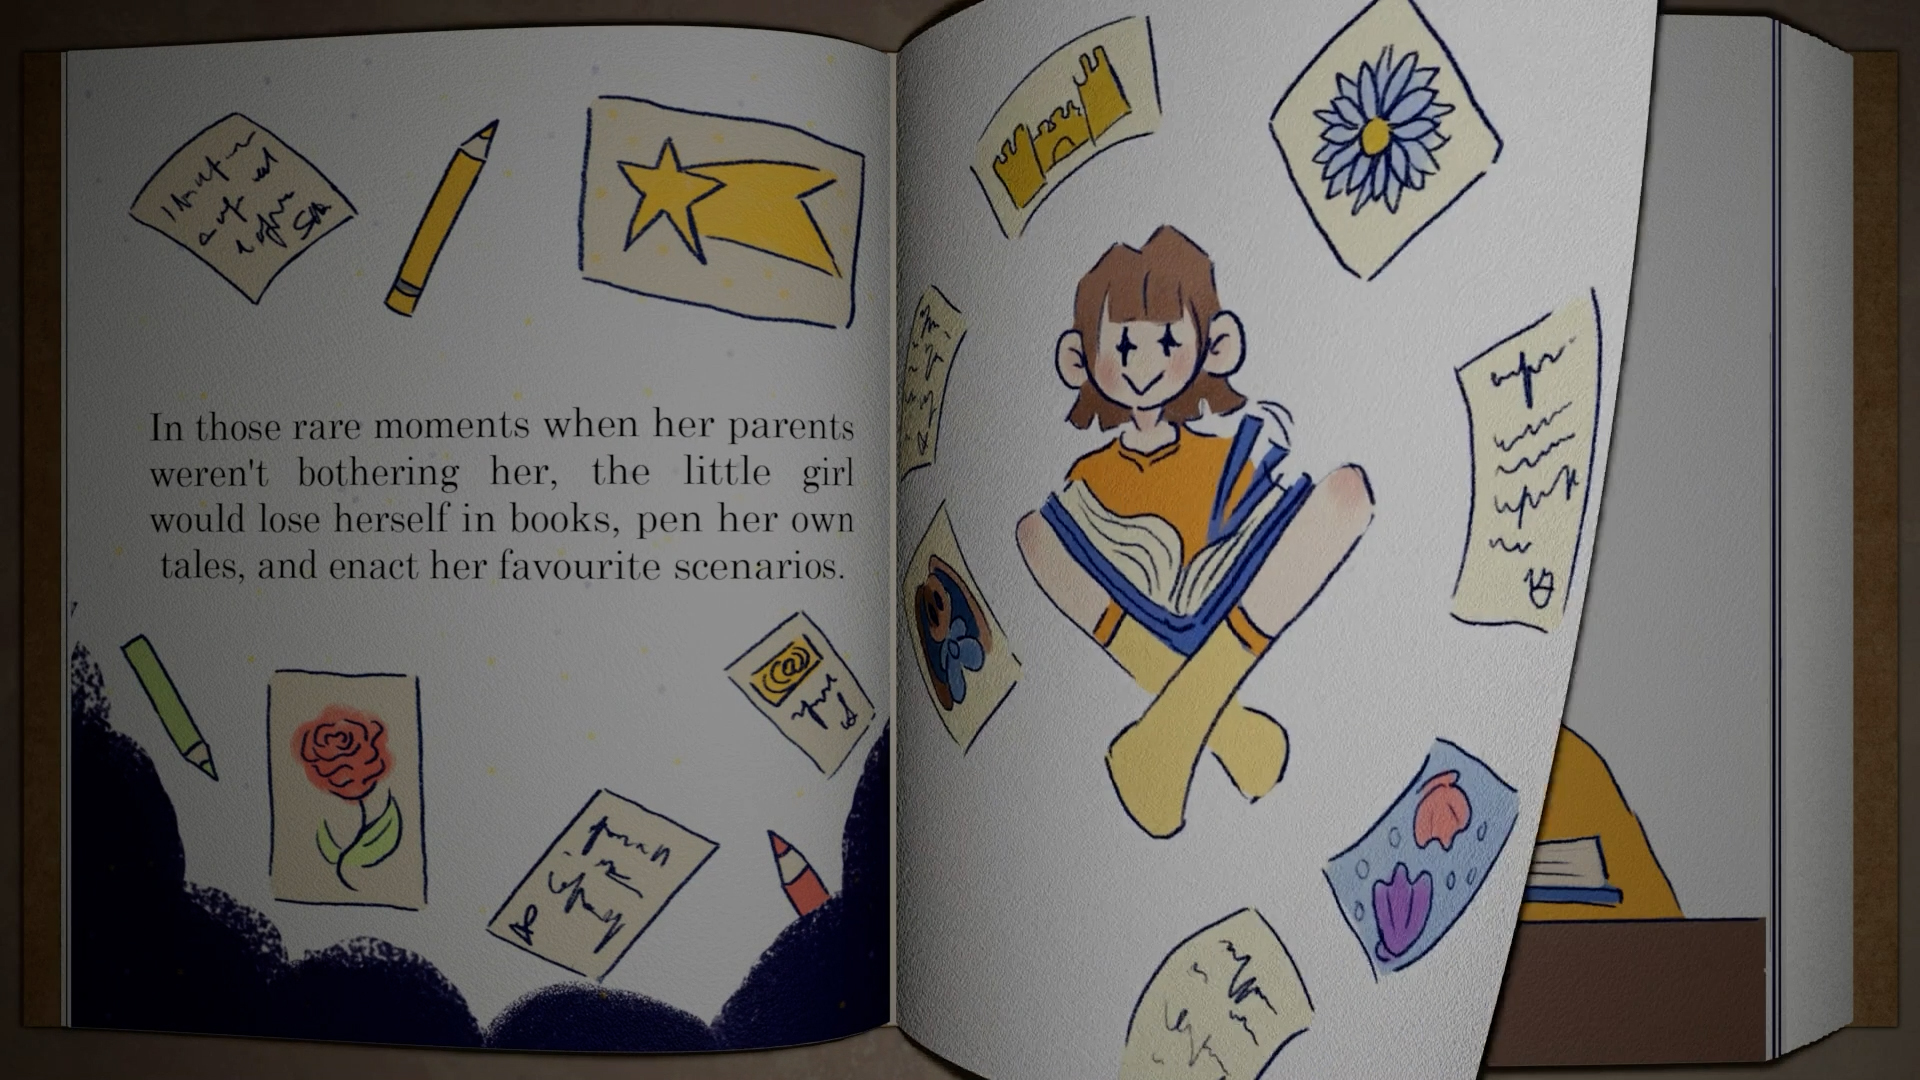 In those rare moments when her parents
weren't bothering her, the little girl
would lose herself in books, pen her own
tales, and enact her favourite scenarios.